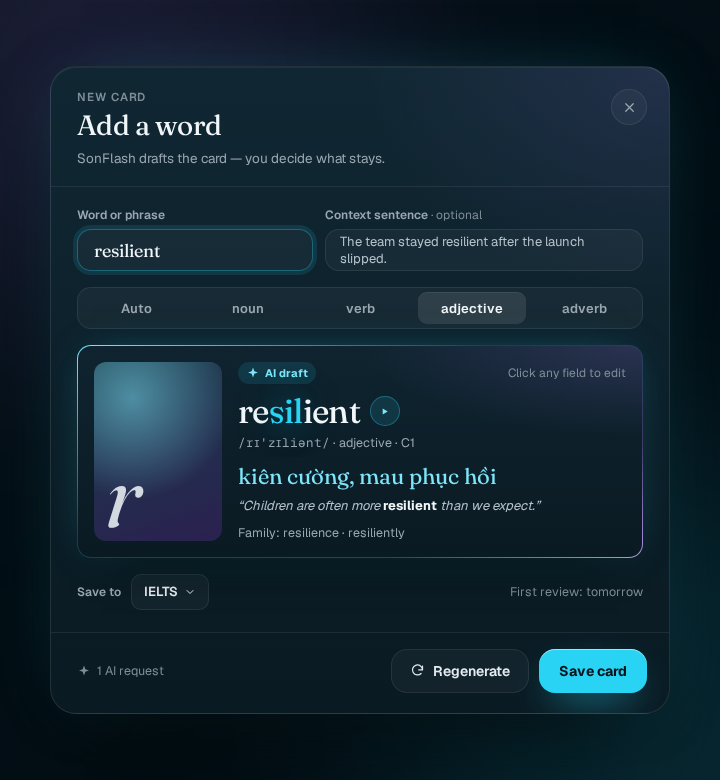 NEW CARD
Add a word
SonFlash drafts the card — you decide what stays.
Word or phrase
Context sentence · optional
resilient
The team stayed resilient after the launch
slipped.
Auto
noun
verb
adjective
adverb
AI draft
Click any field to edit
resilient
/rɪˈzɪliənt/ · adjective · C1
kiên cường, mau phục hồi
“Children are often more resilient than we expect.”
r
Family: resilience · resiliently
Save to
IELTS
First review: tomorrow
1 AI request
Regenerate
Save card